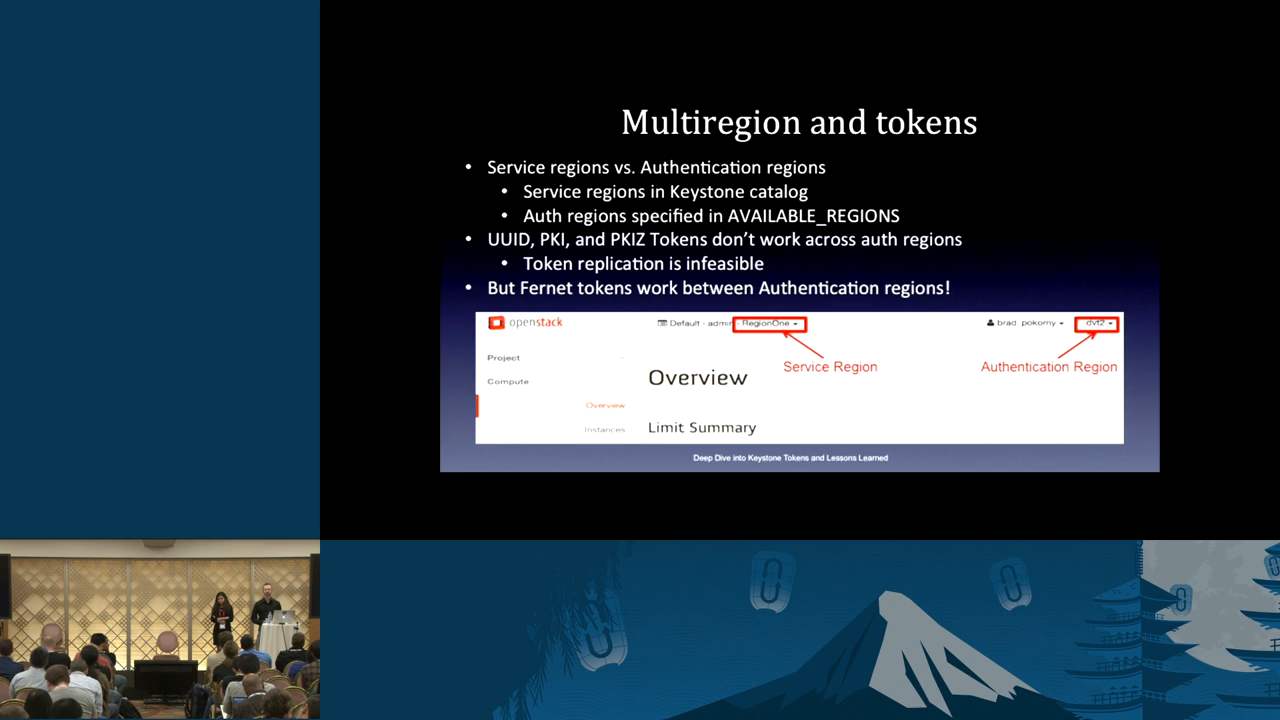 Multiregion and tokens
• Service regions vs. Authentication regions
• Service regions in Keystone catalog
• Auth regions specified in AVAILABLE_REGIONS
• UUID, PKI, and PKIZ Tokens don’t work across auth regions
• Token replication is infeasible
• But Fernet tokens work between Authentication regions!
openstack Default - admin - RegionOne brad pokorny dvt2
Service Region Authentication Region
Project
Overview
Compute
Overview
Instances
Limit Summary
Deep Dive into Keystone Tokens and Lessons Learned